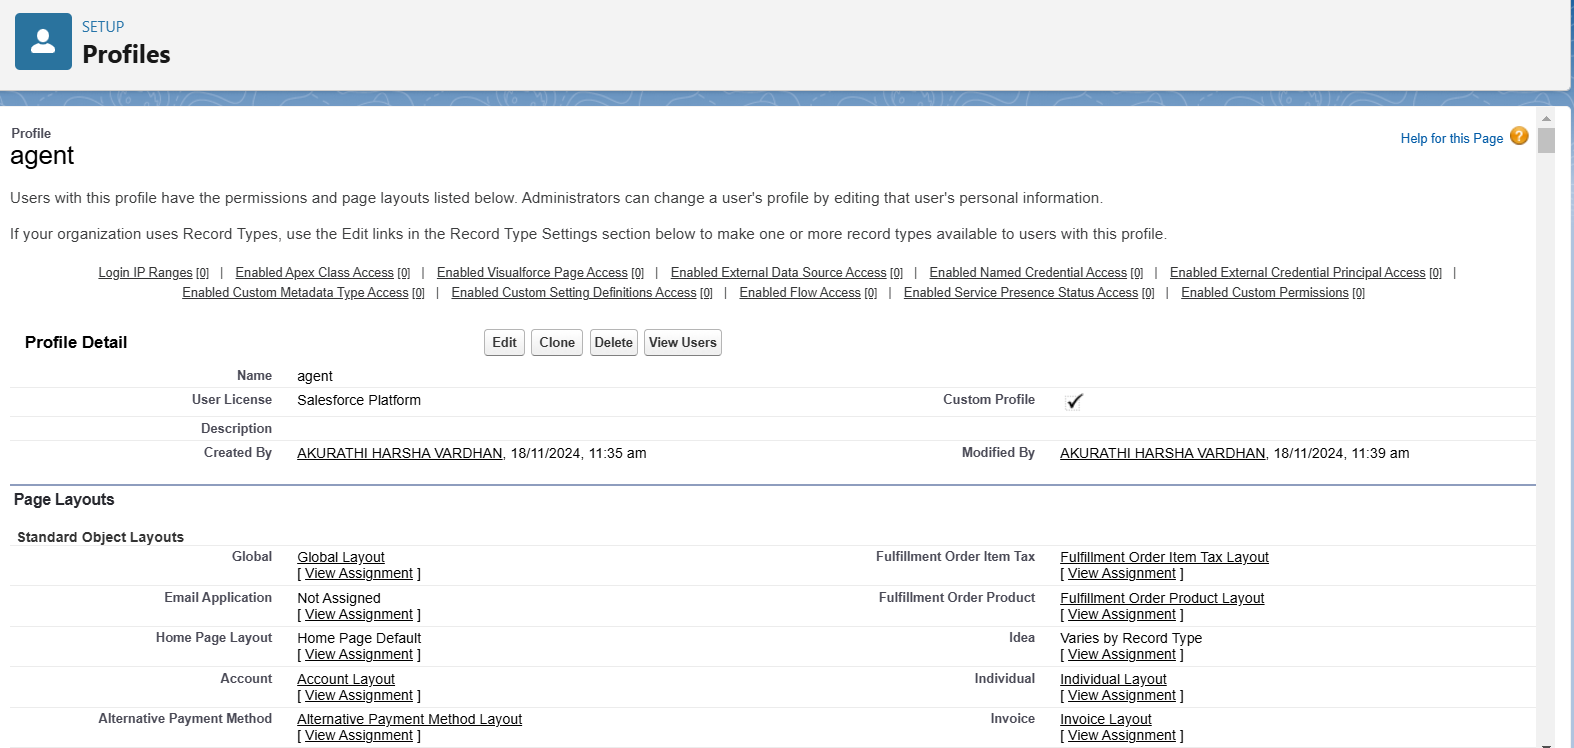 SETUP
Profiles
Profile
agent
Help for this Page ?
Users with this profile have the permissions and page layouts listed below. Administrators can change a user's profile by editing that user's personal information.
If your organization uses Record Types, use the Edit links in the Record Type Settings section below to make one or more record types available to users with this profile.
Login IP Ranges [0] | Enabled Apex Class Access [0] | Enabled Visualforce Page Access [0] | Enabled External Data Source Access [0] | Enabled Named Credential Access [0] | Enabled External Credential Principal Access [0] |
Enabled Custom Metadata Type Access [0] | Enabled Custom Setting Definitions Access [0] | Enabled Flow Access [0] | Enabled Service Presence Status Access [0] | Enabled Custom Permissions [0]
Profile Detail Edit Clone Delete View Users
Name agent
User License Salesforce Platform Custom Profile ✓
Description
Created By AKURATHI HARSHA VARDHAN, 18/11/2024, 11:35 am Modified By AKURATHI HARSHA VARDHAN, 18/11/2024, 11:39 am
Page Layouts
Standard Object Layouts
Global Global Layout Fulfillment Order Item Tax Fulfillment Order Item Tax Layout
[ View Assignment ] [ View Assignment ]
Email Application Not Assigned Fulfillment Order Product Fulfillment Order Product Layout
[ View Assignment ] [ View Assignment ]
Home Page Layout Home Page Default Idea Varies by Record Type
[ View Assignment ] [ View Assignment ]
Account Account Layout Individual Individual Layout
[ View Assignment ] [ View Assignment ]
Alternative Payment Method Alternative Payment Method Layout Invoice Invoice Layout
[ View Assignment ] [ View Assignment ]